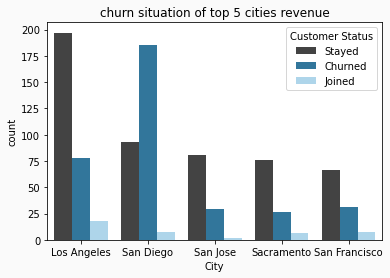 churn situation of top 5 cities revenue
Customer Status
Stayed
Churned
Joined
200
175
150
125
100
75
50
25
0
count
Los Angeles San Diego San Jose Sacramento San Francisco
City